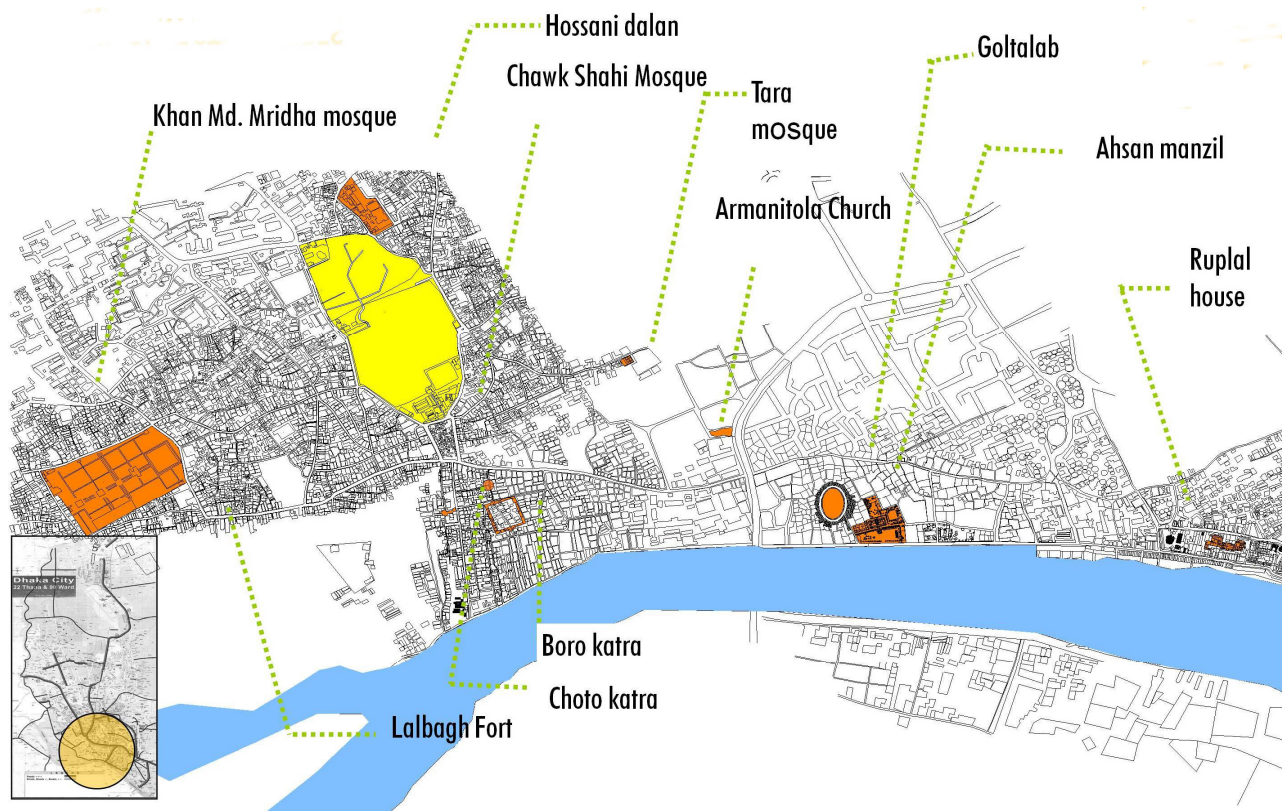 Hossani dalan
Goltalab
Chawk Shahi Mosque
Tara
mosque
Khan Md. Mridha mosque
Ahsan manzil
Armanitola Church
Ruplal
house
Dhaka City
Boro katra
Choto katra
Lalbagh Fort